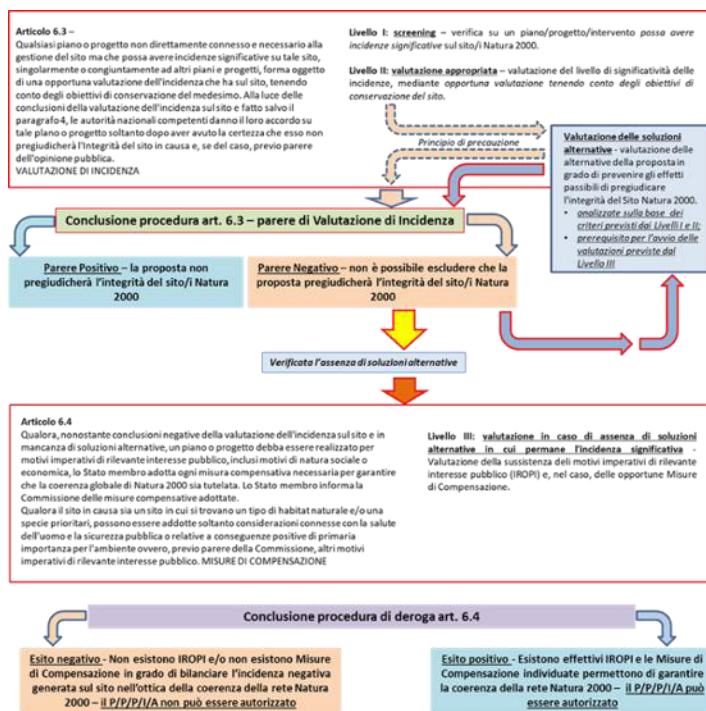 Articolo 6.3 –
Qualsiasi piano o progetto non direttamente connesso e necessario alla
gestione del sito ma che possa avere incidenze significative su tale sito,
singolarmente o congiuntamente ad altri piani e progetti, forma oggetto
di una opportuna valutazione dell'incidenza che ha sul sito, tenendo
conto degli obiettivi di conservazione del medesimo. Alla luce delle
conclusioni della valutazione dell'incidenza sul sito e fatto salvo il
paragrafo 4, le autorità nazionali competenti danno il loro accordo su
tale piano o progetto soltanto dopo aver avuto la certezza che esso non
pregiudicherà l'integrità del sito in causa e, se del caso, previo parere
dell'opinione pubblica.
VALUTAZIONE DI INCIDENZA
Livello I: screening – verifica su un piano/progetto/intervento possa avere
incidenze significative sul sito/i Natura 2000.
Livello II: valutazione appropriata – valutazione del livello di significatività delle
incidenze, mediante opportuna valutazione tenendo conto degli obiettivi di
conservazione del sito.
Principio di precauzione
Valutazione delle soluzioni
alternative - valutazione delle
alternative della proposta in
grado di prevenire gli effetti
passibili di pregiudicare
l'integrità del Sito Natura 2000.
• analizzate sulla base dei
criteri previsti dai Livelli I e II;
• prerequisito per l'avvio delle
valutazioni previste dal
Livello III
Conclusione procedura art. 6.3 – parere di Valutazione di Incidenza
Parere Positivo – la proposta non
pregiudicherà l'integrità del sito/i Natura
2000
Parere Negativo – non è possibile escludere che la
proposta pregiudicherà l'integrità del sito/i Natura
2000
Verificata l'assenza di soluzioni alternative
Articolo 6.4
Qualora, nonostante conclusioni negative della valutazione dell'incidenza sul sito e in
mancanza di soluzioni alternative, un piano o progetto debba essere realizzato per
motivi imperativi di rilevante interesse pubblico, inclusi motivi di natura sociale o
economica, lo Stato membro adotta ogni misura compensativa necessaria per garantire
che la coerenza globale di Natura 2000 sia tutelata. Lo Stato membro informa la
Commissione delle misure compensative adottate.
Qualora il sito in causa sia un sito in cui si trovano un tipo di habitat naturale e/o una
specie prioritari, possono essere addotte soltanto considerazioni connesse con la salute
dell'uomo e la sicurezza pubblica o relative a conseguenze positive di primaria
importanza per l'ambiente ovvero, previo parere della Commissione, altri motivi
imperativi di rilevante interesse pubblico. MISURE DI COMPENSAZIONE
Livello III: valutazione in caso di assenza di soluzioni
alternative in cui permane l'incidenza significativa -
Valutazione della sussistenza deli motivi imperativi di rilevante
interesse pubblico (IROPI) e, nel caso, delle opportune Misure
di Compensazione.
Conclusione procedura di deroga art. 6.4
Esito negativo - Non esistono IROPI e/o non esistono Misure
di Compensazione in grado di bilanciare l'incidenza negativa
generata sul sito nell'ottica della coerenza della rete Natura
2000 – il P/P/P/I/A non può essere autorizzato
Esito positivo - Esistono effettivi IROPI e le Misure di
Compensazione individuate permettono di garantire
la coerenza della rete Natura 2000 – il P/P/P/I/A può
essere autorizzato